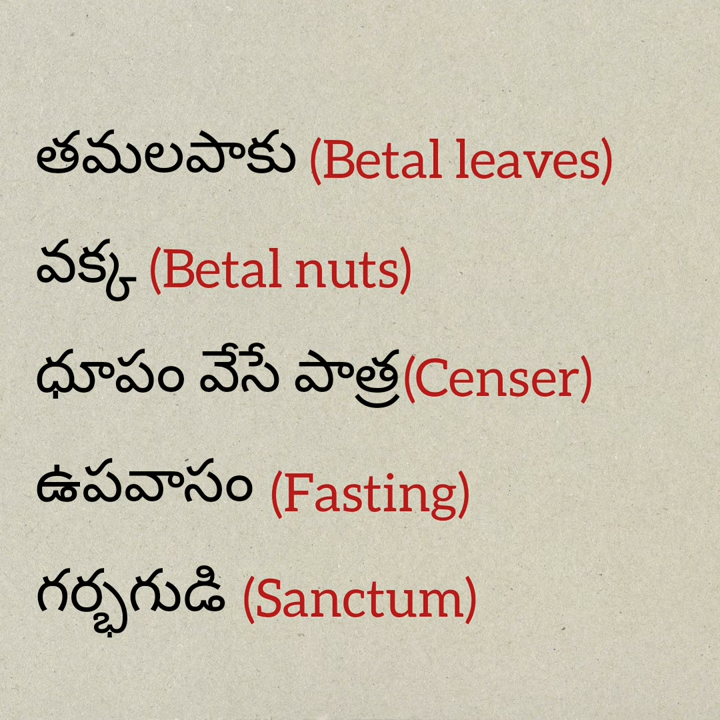 తమలపాకు (Betal leaves)
వక్క (Betal nuts)
ధూపం వేసే పాత్ర(Censer)
ఉపవాసం (Fasting)
గర్భగుడి (Sanctum)